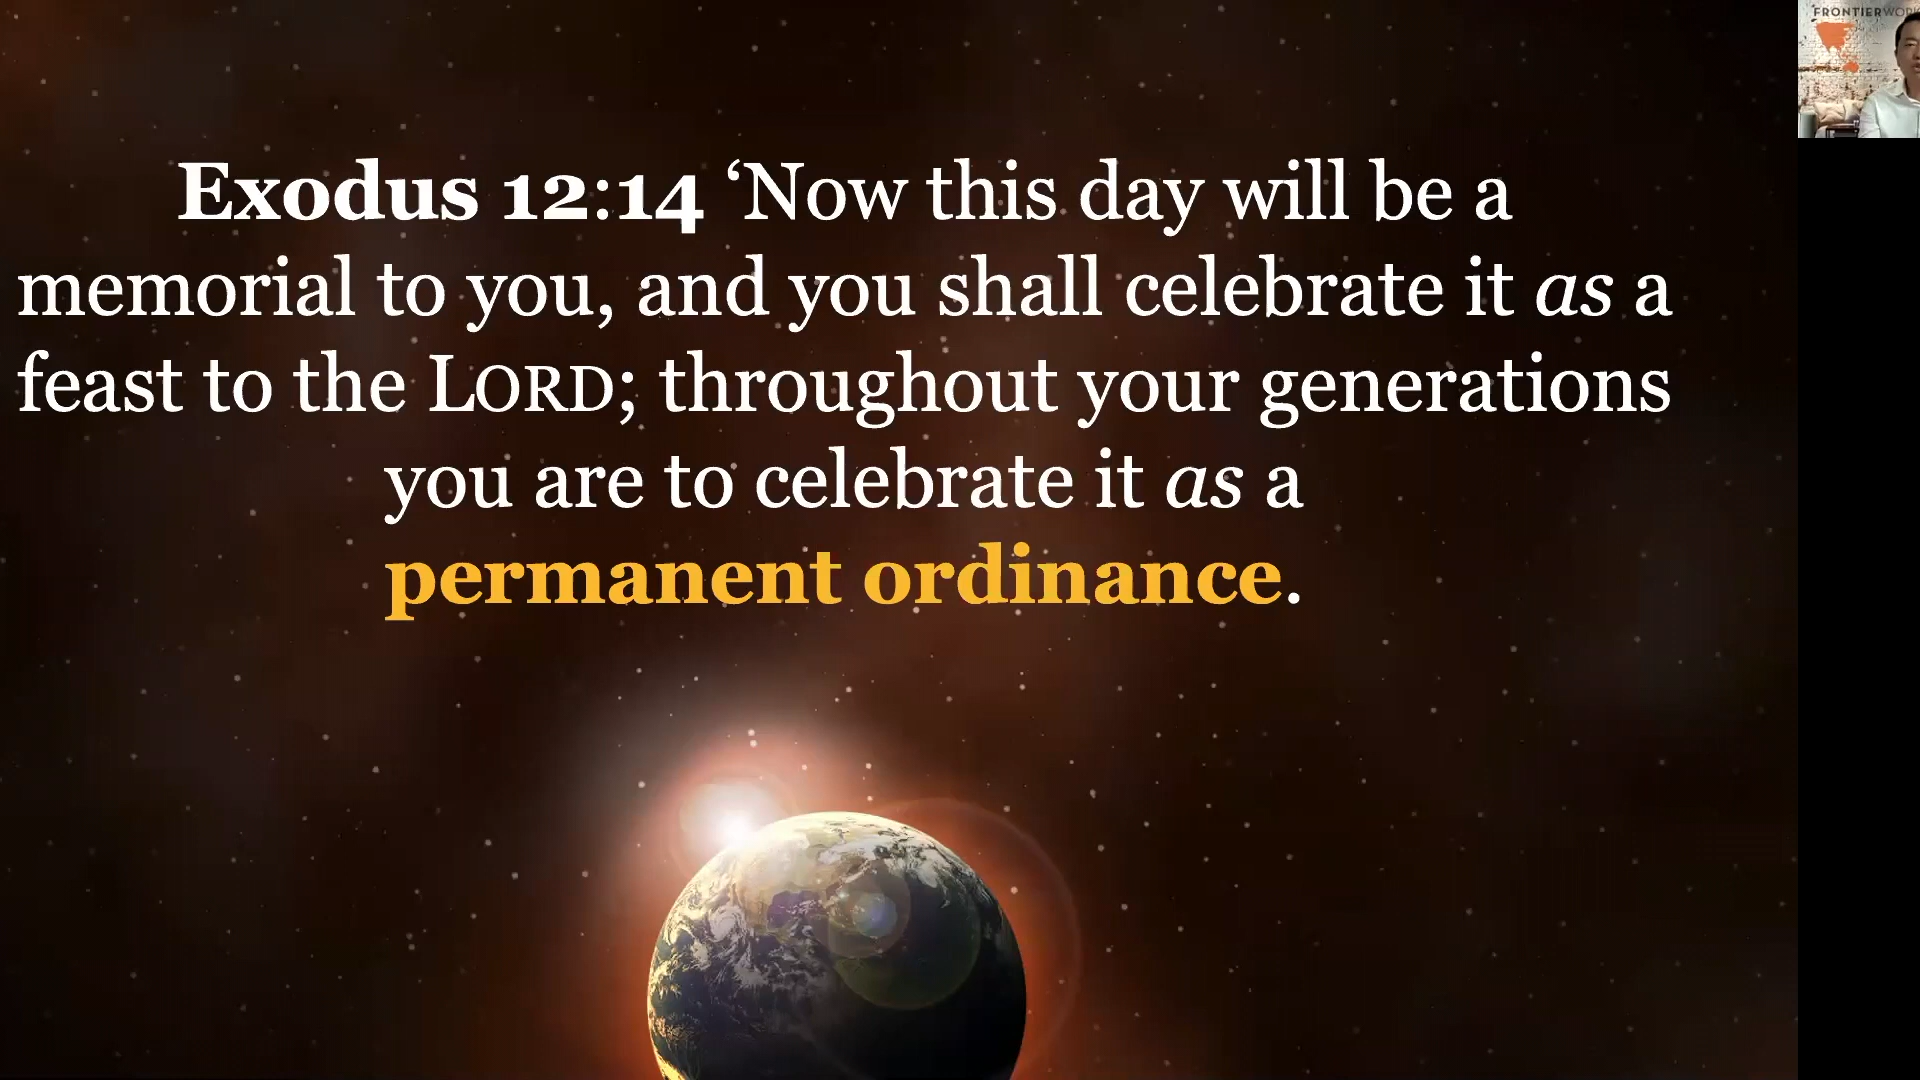 FRONTIERWOR
Exodus 12:14 ‘Now this day will be a
memorial to you, and you shall celebrate it as a
feast to the LORD; throughout your generations
you are to celebrate it as a
permanent ordinance.